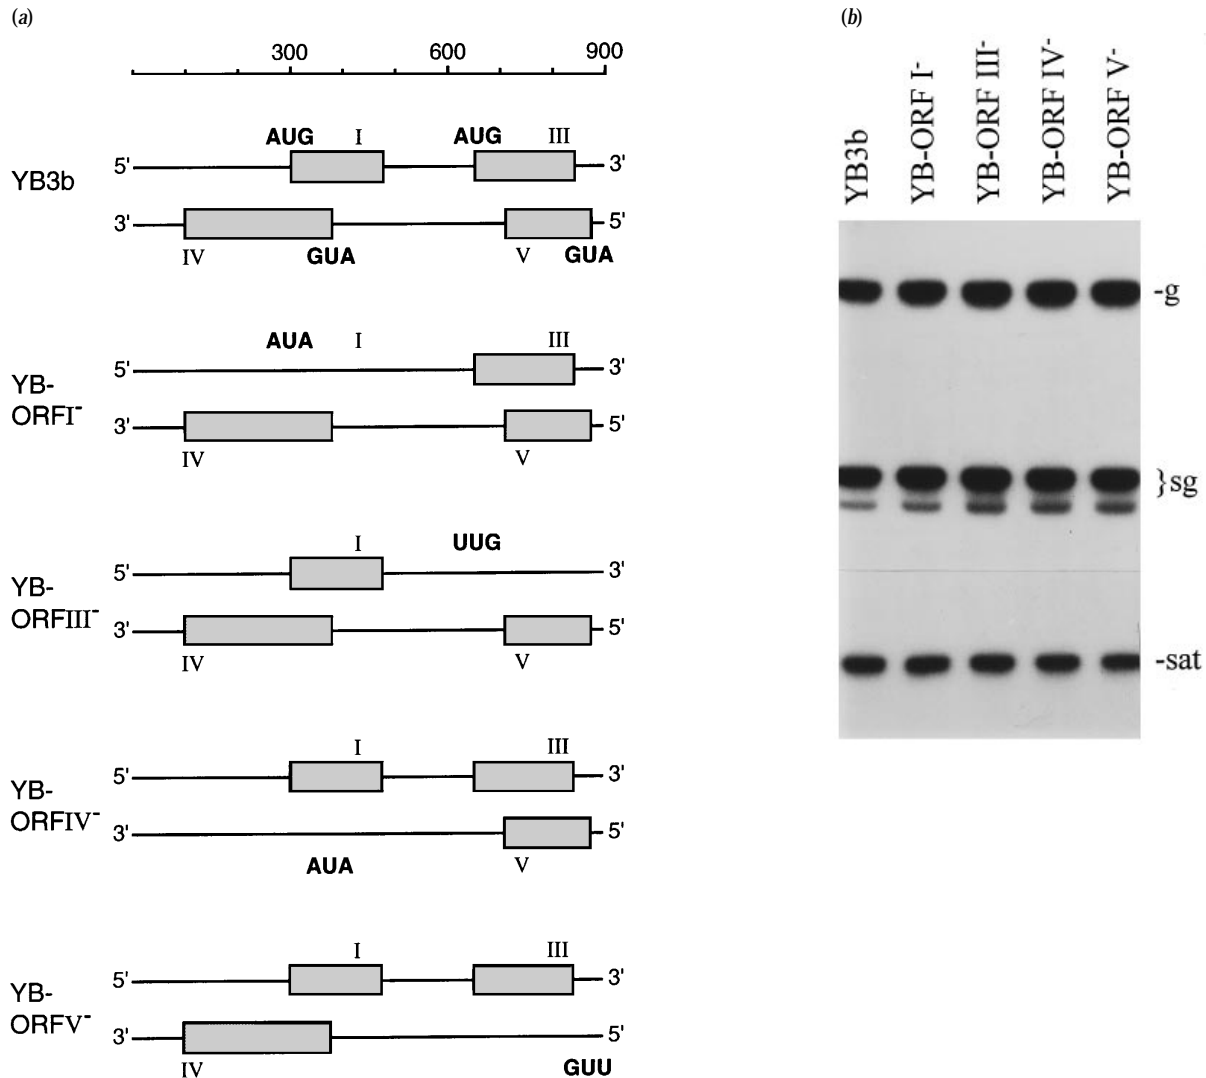 (a)
300 600 900
AUG I AUG III
5' 3'
YB3b
3' 5'
IV GUA V GUA
AUA I III
5' 3'
YB-
ORFI-
3' 5'
IV V
I UUG
5' 3'
YB-
ORFIII-
3' 5'
IV V
I III
5' 3'
YB-
ORFIV-
3' 5'
AUA V
I III
5' 3'
YB-
ORFV-
3' 5'
IV GUU
(b)
YB3b
YB-ORF I-
YB-ORF III-
YB-ORF IV-
YB-ORF V-
-g
}sg
-sat